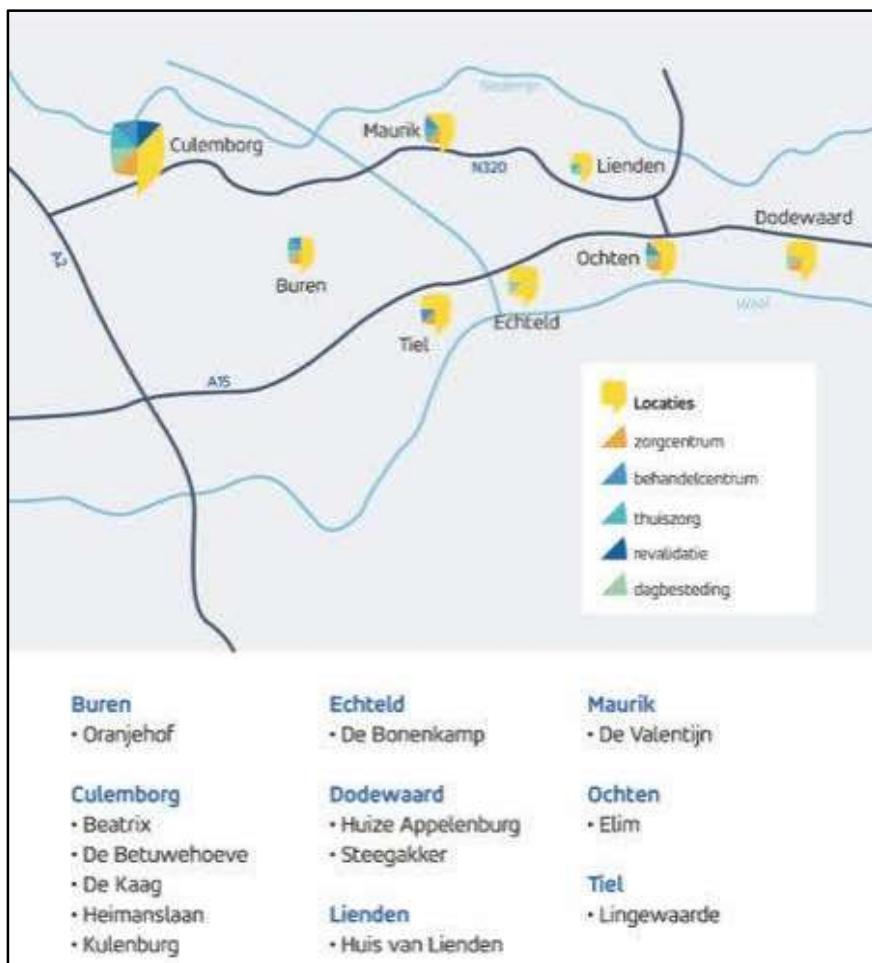 Nederrijn
Maurik
Culemborg
N320
Lienden
Dodewaard
A2
Buren
Ochten
Echteld
Waal
Tiel
A15
Locaties
zorgcentrum
behandelcentrum
thuiszorg
revalidatie
dagbesteding
Buren
• Oranjehof
Culemborg
• Beatrix
• De Betuwehoeve
• De Kaag
• Heimanslaan
• Kulenburg
Echteld
• De Bonenkamp
Dodewaard
• Huize Appelenburg
• Steegakker
Lienden
• Huis van Lienden
Maurik
• De Valentijn
Ochten
• Elim
Tiel
• Lingewaarde